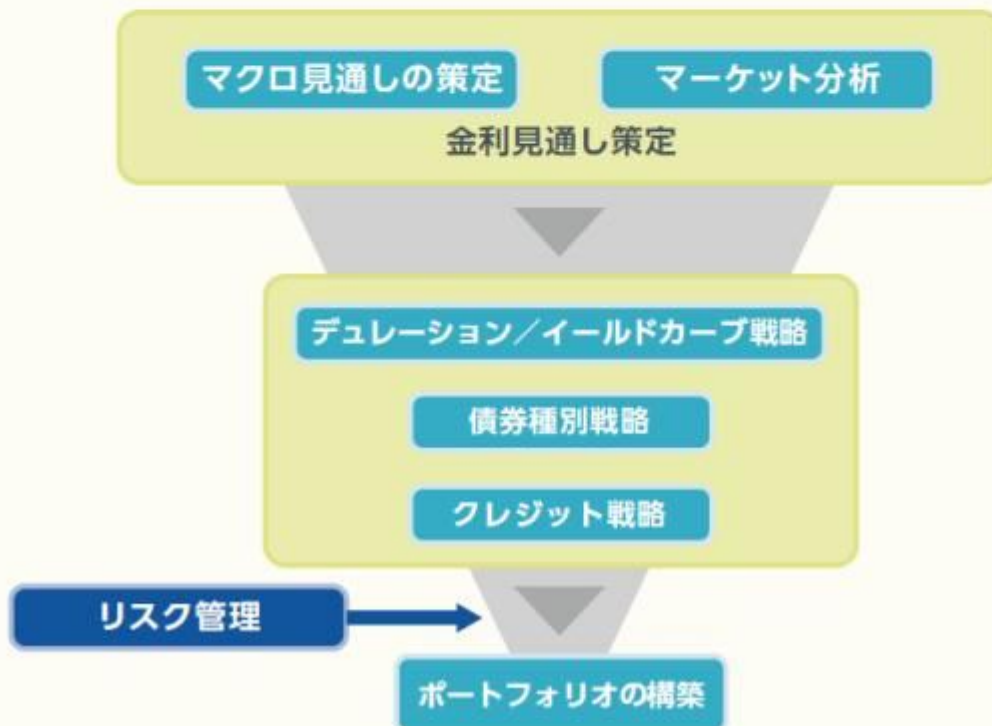 マクロ見通しの策定
マーケット分析
金利見通し策定
デュレーション／イールドカーブ戦略
債券種別戦略
クレジット戦略
リスク管理
ポートフォリオの構築